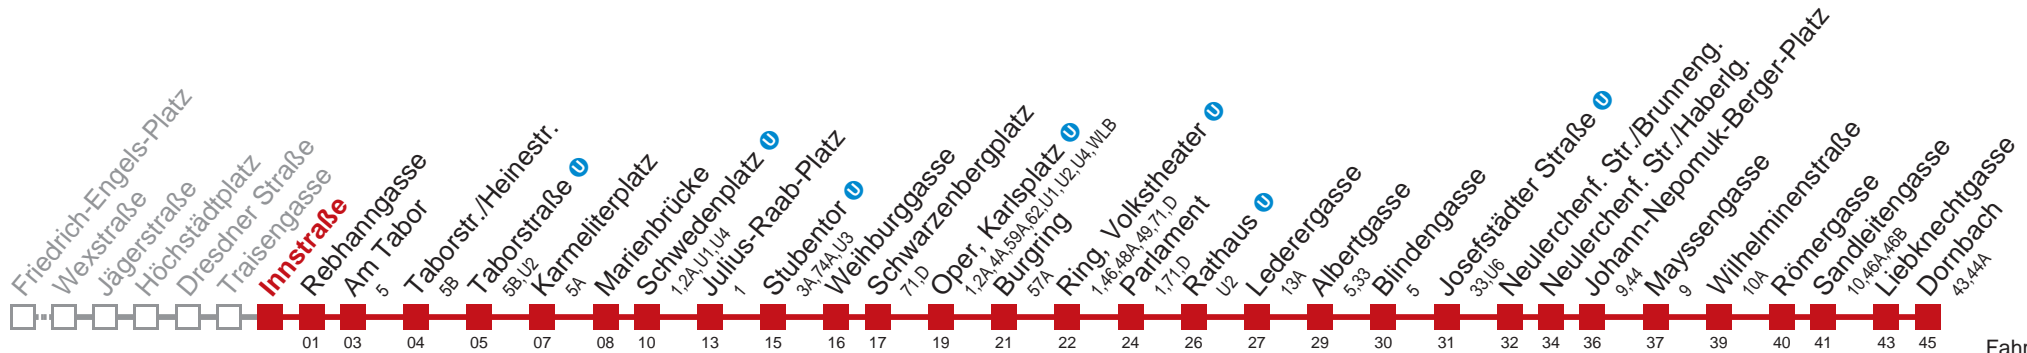 Friedrich-Engels-Platz
Wexstraße
Jägerstraße
Höchstädtplatz
Dresdner Straße
Traisengasse
Innstraße
Rebhanngasse
01
Am Tabor
5
03
Taborstr./Heinestr.
5B
04
Taborstraße U
5B,U2
05
Karmeliterplatz
5A
07
Marienbrücke
08
Schwedenplatz U
1,2A,U1,U4
10
Julius-Raab-Platz
1
13
Stubentor U
3A,74A,U3
15
Weihburggasse
16
Schwarzenbergplatz
71,D
17
Oper, Karlsplatz U
1,2A,4A,59A,62,U1,U2,U4,WLB
19
Burgring
57A
21
Ring, Volkstheater U
1,46,48A,49,71,D
22
Parlament
1,71,D
24
Rathaus U
U2
26
Lederergasse
13A
27
Albertgasse
5,33
29
Blindengasse
5
30
Josefstädter Straße U
33,U6
31
Neulerchenf. Str./Brunneng.
32
Neulerchenf. Str./Haberlg.
34
Johann-Nepomuk-Berger-Platz
9,44
36
Mayssengasse
9
37
Wilhelminenstraße
10A
39
Römergasse
40
Sandleitengasse
10,46A,46B
41
Liebknechtgasse
43
Dornbach
43,44A
45
Fahr